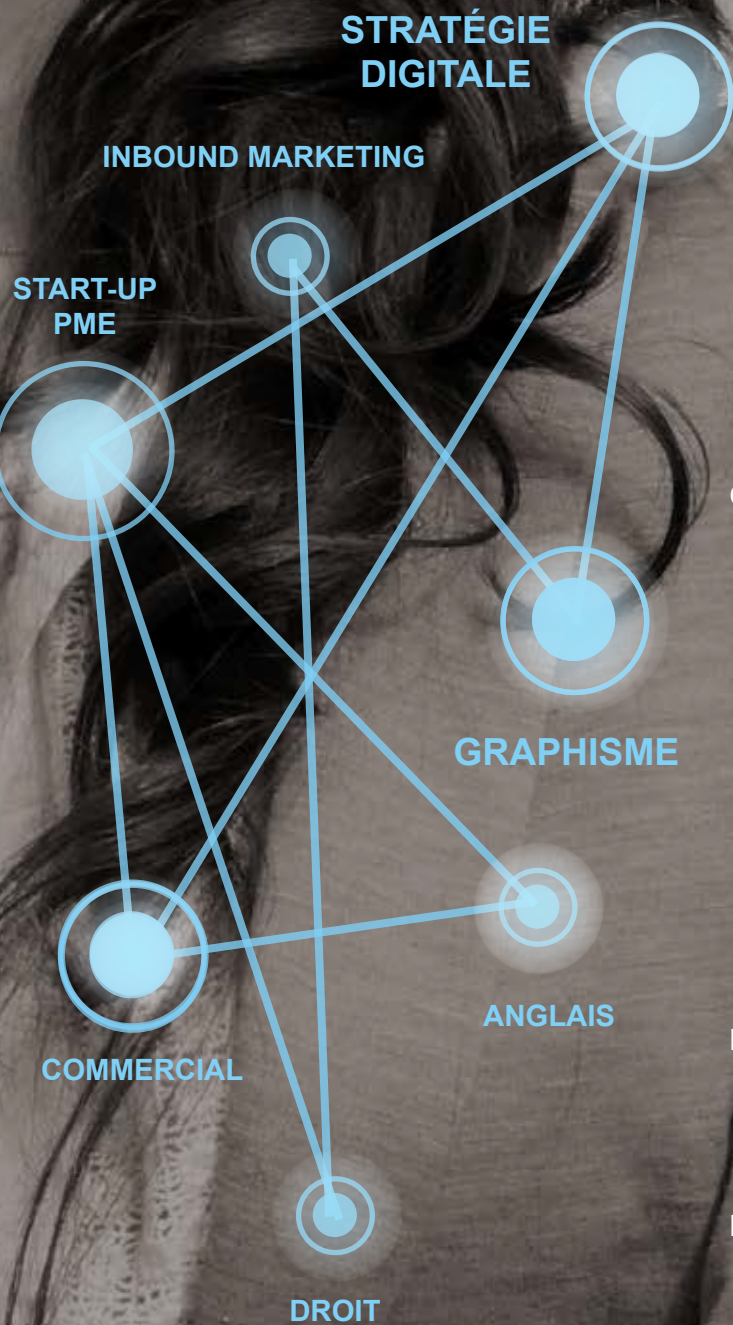 STRATÉGIE
DIGITALE
INBOUND MARKETING
START-UP
PME
GRAPHISME
ANGLAIS
COMMERCIAL
DROIT